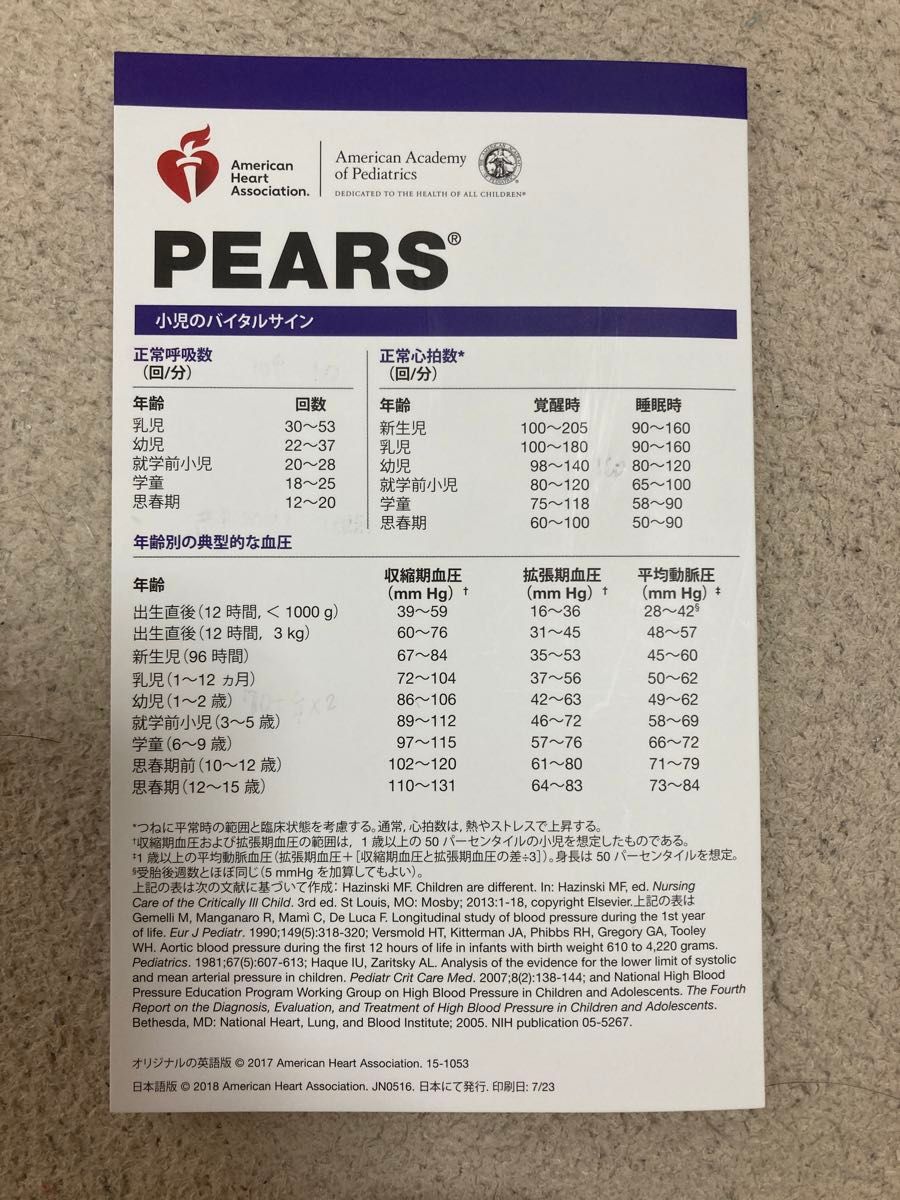 American
Heart
Association®
American Academy
of Pediatrics
DEDICATED TO THE HEALTH OF ALL CHILDREN®
PEARS®
小児のバイタルサイン
正常呼吸数
（回/分）
年齢 回数
乳児 30～53
幼児 22～37
就学前小児 20～28
学童 18～25
思春期 12～20
正常心拍数*
（回/分）
年齢 覚醒時 睡眠時
新生児 100～205 90～160
乳児 100～180 90～160
幼児 98～140 80～120
就学前小児 80～120 65～100
学童 75～118 58～90
思春期 60～100 50～90
年齢別の典型的な血圧
年齢 収縮期血圧（mm Hg）† 拡張期血圧（mm Hg）† 平均動脈圧（mm Hg）‡
出生直後（12 時間, ＜ 1000 g） 39～59 16～36 28～42§
出生直後（12 時間, 3 kg） 60～76 31～45 48～57
新生児（96 時間） 67～84 35～53 45～60
乳児（1～12 ヵ月） 72～104 37～56 50～62
幼児（1～2 歳） 86～106 42～63 49～62
就学前小児（3～5 歳） 89～112 46～72 58～69
学童（6～9 歳） 97～115 57～76 66～72
思春期前（10～12 歳） 102～120 61～80 71～79
思春期（12～15 歳） 110～131 64～83 73～84
*つねに平常時の範囲と臨床状態を考慮する。通常, 心拍数は, 熱やストレスで上昇する。
†収縮期血圧および拡張期血圧の範囲は, 1 歳以上の 50 パーセンタイルの小児を想定したものである。
‡1 歳以上の平均動脈血圧（拡張期血圧＋［収縮期血圧と拡張期血圧の差÷3］）。身長は 50 パーセンタイルを想定。
§受胎後週数とほぼ同じ（5 mmHg を加算してもよい）。
上記の表は次の文献に基づいて作成： Hazinski MF. Children are different. In: Hazinski MF, ed. Nursing
Care of the Critically Ill Child. 3rd ed. St Louis, MO: Mosby; 2013:1-18, copyright Elsevier.上記の表は
Gemelli M, Manganaro R, Mamì C, De Luca F. Longitudinal study of blood pressure during the 1st year
of life. Eur J Pediatr. 1990;149(5):318-320; Versmold HT, Kitterman JA, Phibbs RH, Gregory GA, Tooley
WH. Aortic blood pressure during the first 12 hours of life in infants with birth weight 610 to 4,220 grams.
Pediatrics. 1981;67(5):607-613; Haque IU, Zaritsky AL. Analysis of the evidence for the lower limit of systolic
and mean arterial pressure in children. Pediatr Crit Care Med. 2007;8(2):138-144; and National High Blood
Pressure Education Program Working Group on High Blood Pressure in Children and Adolescents. The Fourth
Report on the Diagnosis, Evaluation, and Treatment of High Blood Pressure in Children and Adolescents.
Bethesda, MD: National Heart, Lung, and Blood Institute; 2005. NIH publication 05-5267.
オリジナルの英語版 © 2017 American Heart Association. 15-1053
日本語版 © 2018 American Heart Association. JN0516. 日本にて発行. 印刷日: 7/23